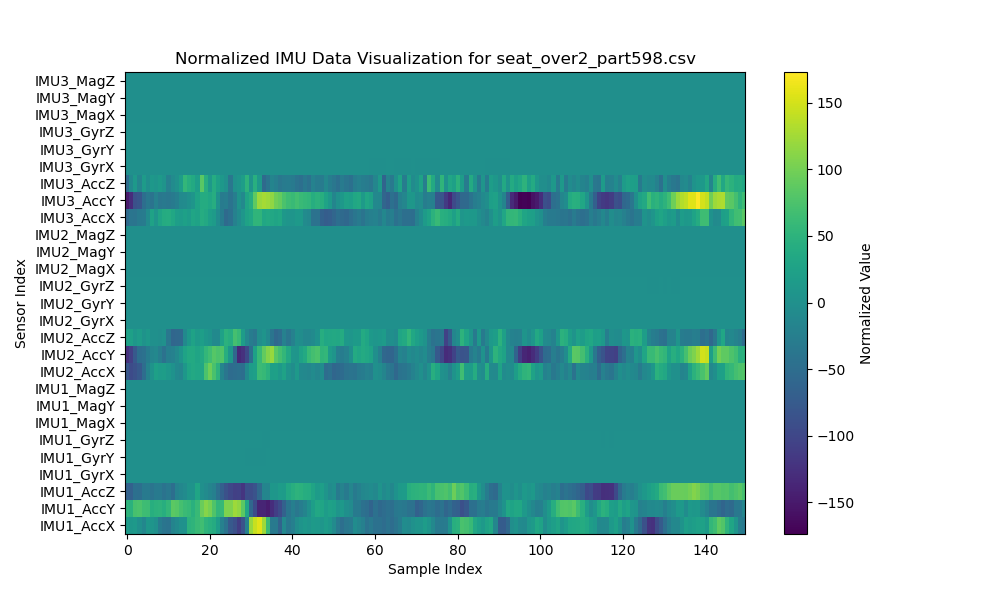 Normalized IMU Data Visualization for seat_over2_part598.csv
IMU3_MagZ
IMU3_MagY
IMU3_MagX
IMU3_GyrZ
IMU3_GyrY
IMU3_GyrX
IMU3_AccZ
IMU3_AccY
IMU3_AccX
IMU2_MagZ
IMU2_MagY
IMU2_MagX
IMU2_GyrZ
IMU2_GyrY
IMU2_GyrX
IMU2_AccZ
IMU2_AccY
IMU2_AccX
IMU1_MagZ
IMU1_MagY
IMU1_MagX
IMU1_GyrZ
IMU1_GyrY
IMU1_GyrX
IMU1_AccZ
IMU1_AccY
IMU1_AccX
Sensor Index
0 20 40 60 80 100 120 140
Sample Index
150
100
50
0
−50
−100
−150
Normalized Value